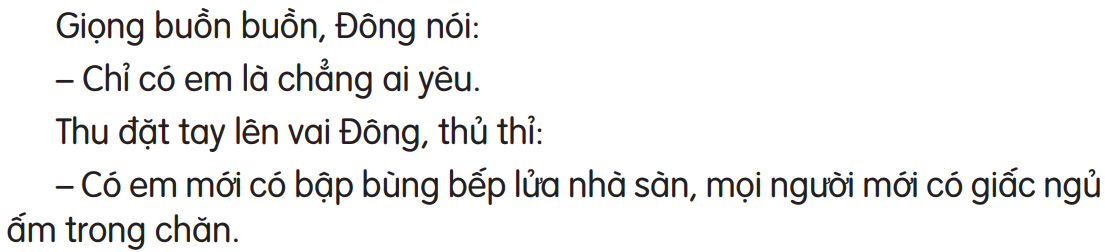 Giọng buồn buồn, Đông nói:
– Chỉ có em là chẳng ai yêu.
Thu đặt tay lên vai Đông, thủ thỉ:
– Có em mới có bập bùng bếp lửa nhà sàn, mọi người mới có giấc ngủ
ấm trong chăn.